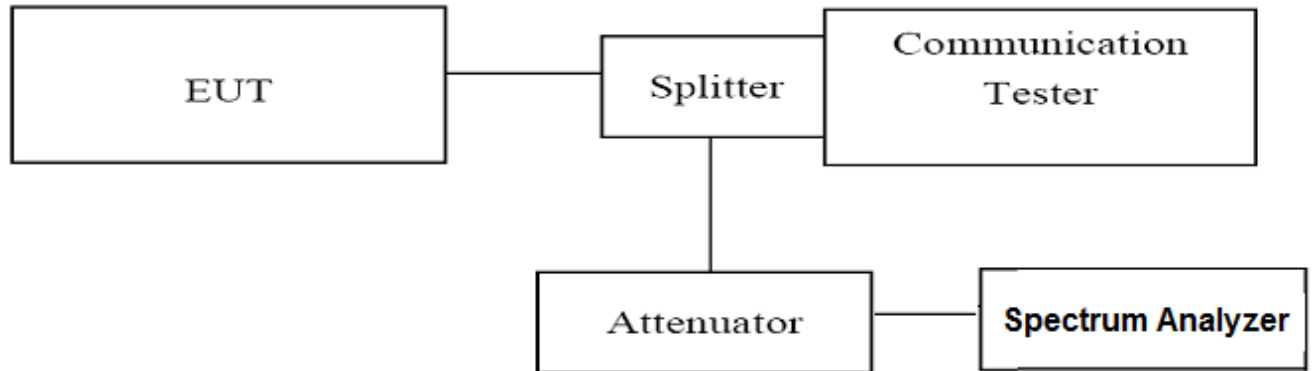 EUT
Splitter
Communication
Tester
Attenuator
Spectrum Analyzer